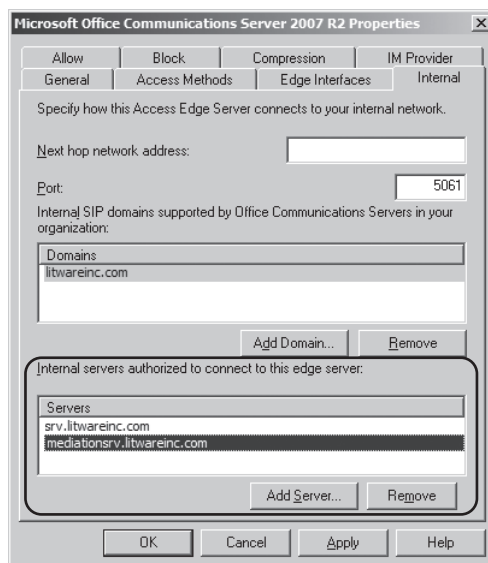 Microsoft Office Communications Server 2007 R2 Properties
Allow Block Compression IM Provider
General Access Methods Edge Interfaces Internal
Specify how this Access Edge Server connects to your internal network.
Next hop network address:
Port: 5061
Internal SIP domains supported by Office Communications Servers in your
organization:
Domains
litwareinc.com
Add Domain... Remove
Internal servers authorized to connect to this edge server:
Servers
srv.litwareinc.com
mediationsrv.litwareinc.com
Add Server... Remove
OK Cancel Apply Help